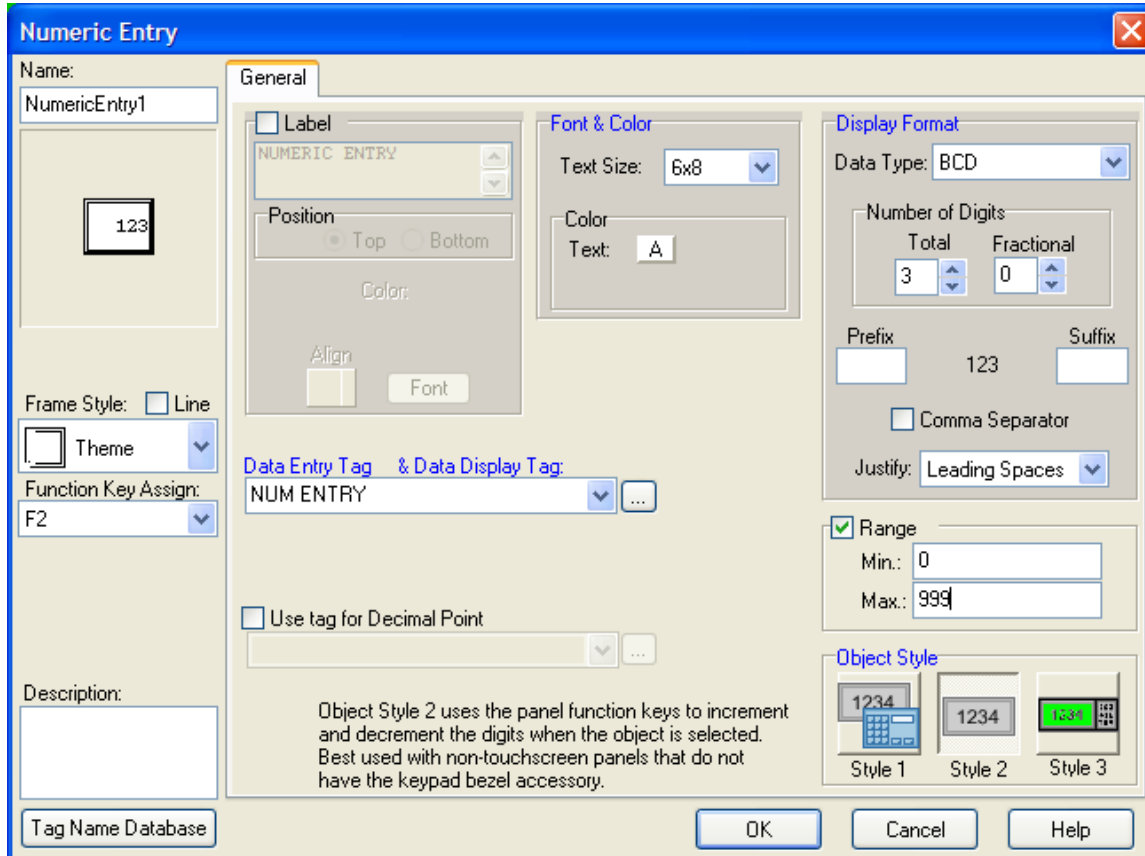 Numeric Entry
Name:
NumericEntry1
123
Frame Style: Line
Theme
Function Key Assign:
F2
Description:
Tag Name Database
General
Label
NUMERIC ENTRY
Position
Top Bottom
Color:
Align
Font
Font & Color
Text Size: 6x8
Color
Text: A
Data Entry Tag & Data Display Tag:
NUM ENTRY
...
Use tag for Decimal Point
...
Object Style 2 uses the panel function keys to increment
and decrement the digits when the object is selected.
Best used with non-touchscreen panels that do not
have the keypad bezel accessory.
Display Format
Data Type: BCD
Number of Digits
Total Fractional
3 0
Prefix Suffix
123
Comma Separator
Justify: Leading Spaces
Range
Min.: 0
Max.: 999
Object Style
1234 1234 1234
Style 1 Style 2 Style 3
OK Cancel Help